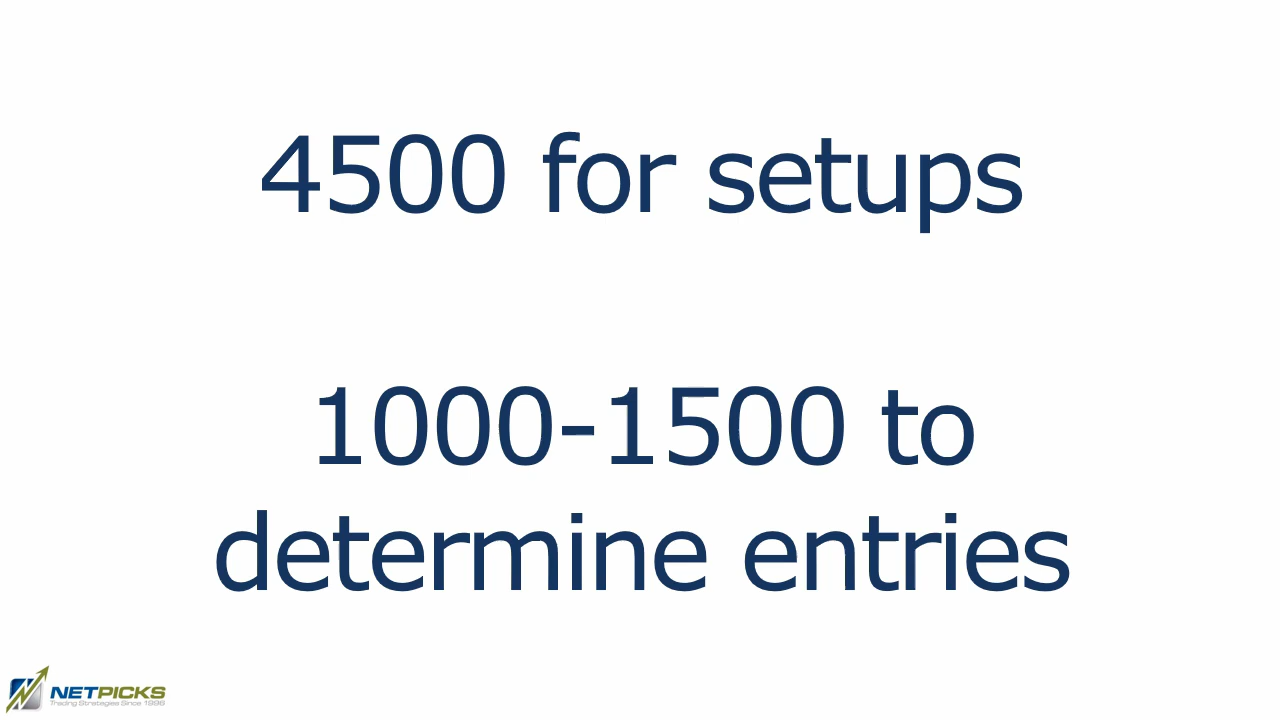 4500 for setups
1000-1500 to
determine entries
NETPICKS
Trading Strategies Since 1996